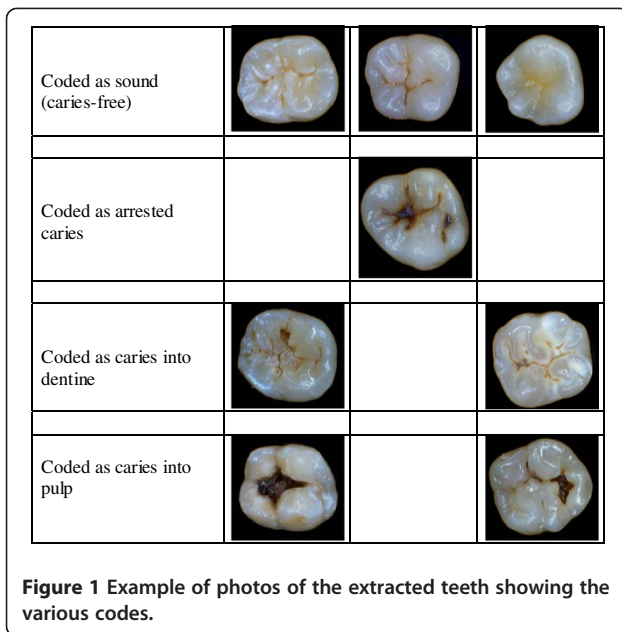 Coded as sound
(caries-free)
Coded as arrested
caries
Coded as caries into
dentine
Coded as caries into
pulp
Figure 1 Example of photos of the extracted teeth showing the
various codes.